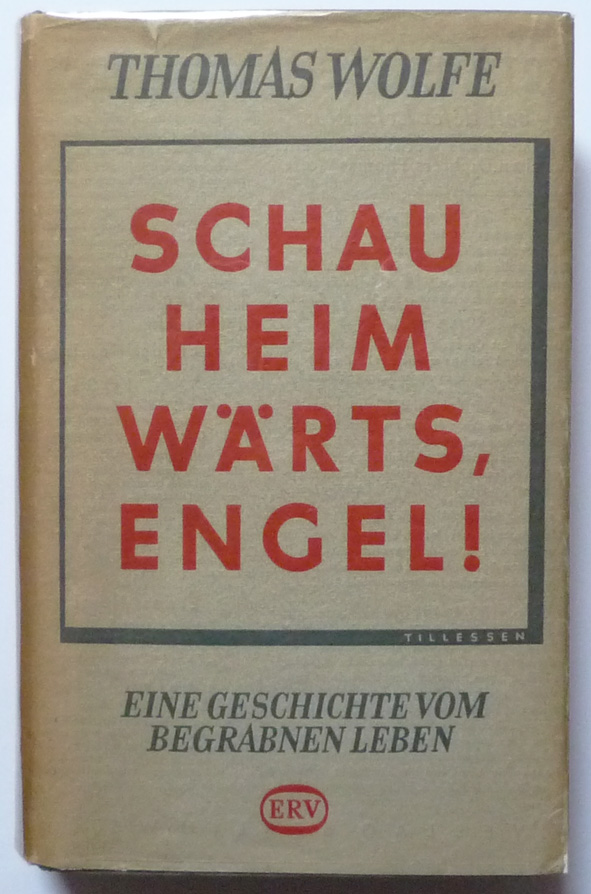 THOMAS WOLFE
SCHAU
HEIM
WÄRTS,
ENGEL!
TILLESSEN
EINE GESCHICHTE VOM
BEGRABNEN LEBEN
ERV